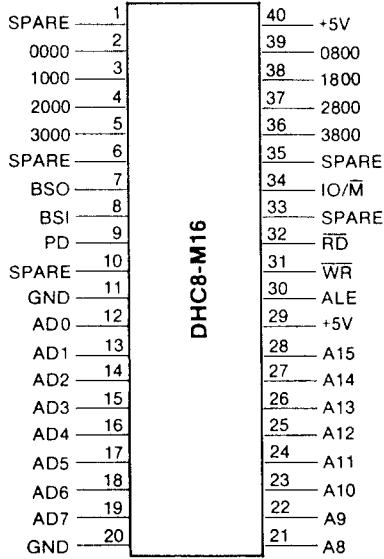 SPARE 1 40 +5V
0000 2 39 0800
1000 3 38 1800
2000 4 37 2800
3000 5 36 3800
SPARE 6 35 SPARE
BSO 7 34 IO/M̅
BSI 8 33 SPARE
PD 9 32 R̅D̅
SPARE 10 31 W̅R̅
GND 11 30 ALE
AD0 12 29 +5V
AD1 13 28 A15
AD2 14 27 A14
AD3 15 26 A13
AD4 16 25 A12
AD5 17 24 A11
AD6 18 23 A10
AD7 19 22 A9
GND 20 21 A8
DHC8-M16